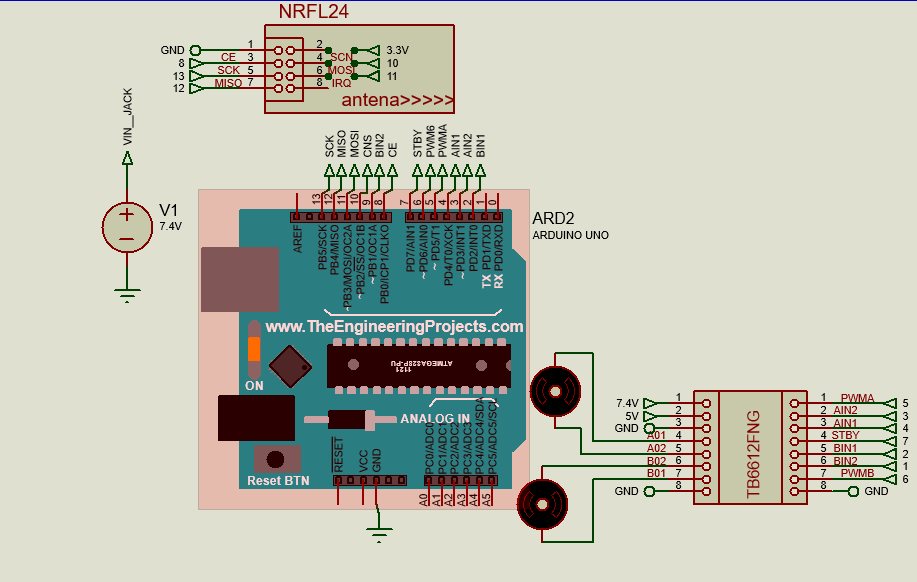 NRFL24
GND 1 2 3.3V
8 CE 3 4 SCN 10
13 SCK 5 6 MOSI 11
12 MISO 7 8 IRQ
antena>>>>>
VIN__JACK
V1
7.4V
SCK MISO MOSI CNS BIN2 CE STBY PWM6 PWMA AIN1 AIN2 BIN1
13 12 11 10 9 8 7 6 5 4 3 2 1 0
ARD2
ARDUINO UNO
AREF
PB5/SCK
PB4/MISO
~PB3/MOSI/OC2A
~PB2/SS/OC1B
~PB1/OC1A
PB0/ICP1/CLKO
PD7/AIN1
~PD6/AIN0
~PD5/T1
PD4/T0/XCK
~PD3/INT1
PD2/INT0
TX PD1/TXD
RX PD0/RXD
www.TheEngineeringProjects.com
ATMEGA328P-PU
1121
ON
ANALOG IN
Reset BTN
RESET
VCC
GND
PC0/ADC0
PC1/ADC1
PC2/ADC2
PC3/ADC3
PC4/ADC4/SDA
PC5/ADC5/SCL
A0 A1 A2 A3 A4 A5
TB6612FNG
7.4V 1
5V 2
GND 3
A01 4
A02 5
B02 6
B01 7
GND 8
1 PWMA 5
2 AIN2 3
3 AIN1 4
4 STBY 7
5 BIN1 2
6 BIN2 1
7 PWMB 6
8 GND